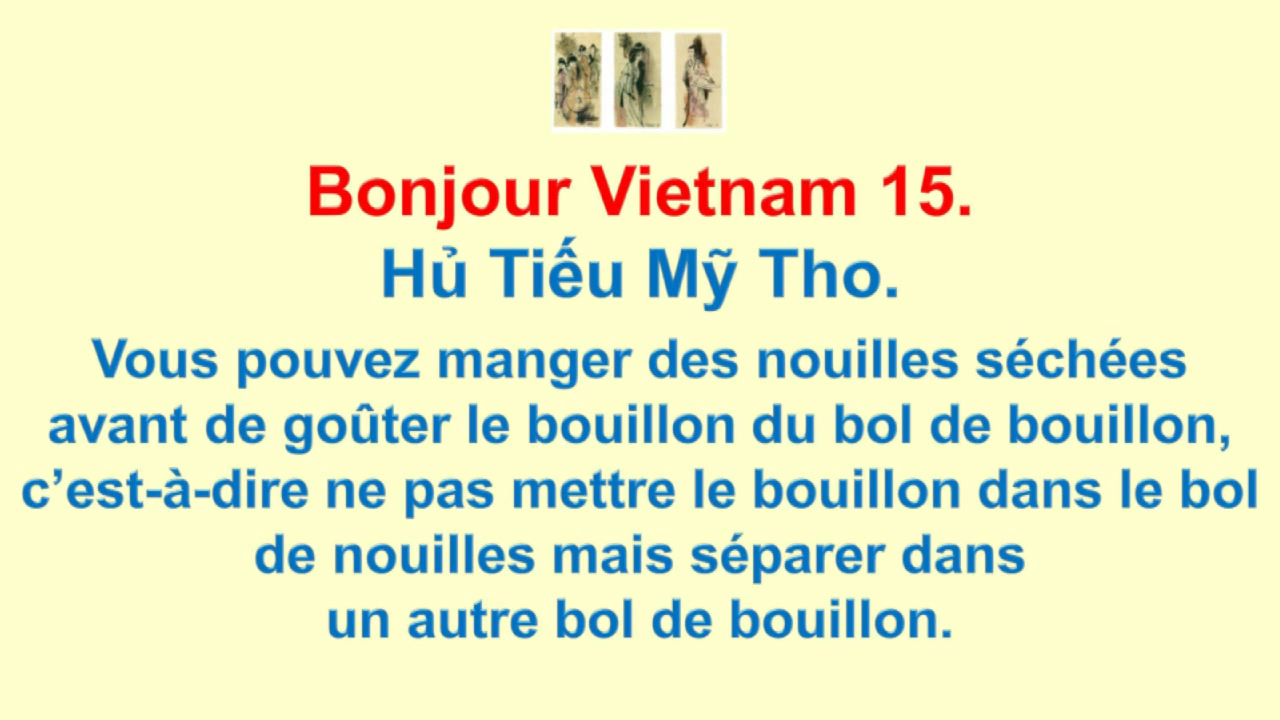 Bonjour Vietnam 15.
Hủ Tiếu Mỹ Tho.
Vous pouvez manger des nouilles séchées
avant de goûter le bouillon du bol de bouillon,
c’est-à-dire ne pas mettre le bouillon dans le bol
de nouilles mais séparer dans
un autre bol de bouillon.